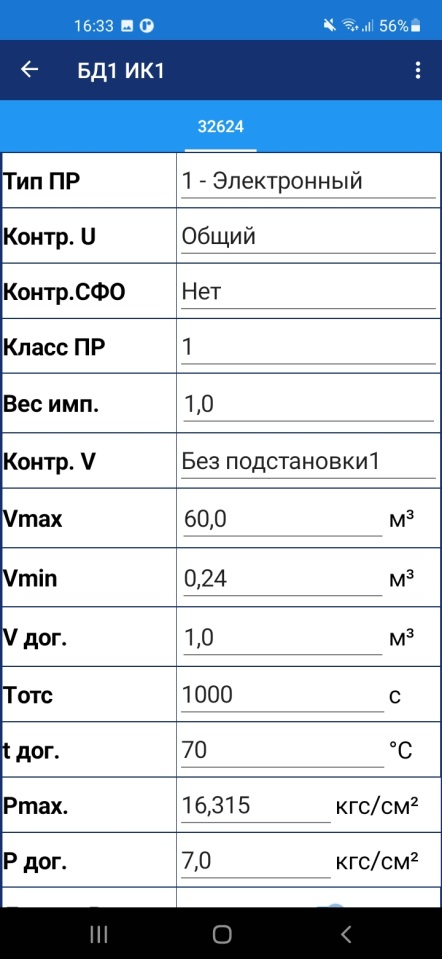 16:33 56%
БД1 ИК1
32624
Тип ПР 1 - Электронный
Контр. U Общий
Контр.СФО Нет
Класс ПР 1
Вес имп. 1,0
Контр. V Без подстановки1
Vmax 60,0 м³
Vmin 0,24 м³
V дог. 1,0 м³
Тотс 1000 с
t дог. 70 °C
Pmax. 16,315 кгс/см²
P дог. 7,0 кгс/см²